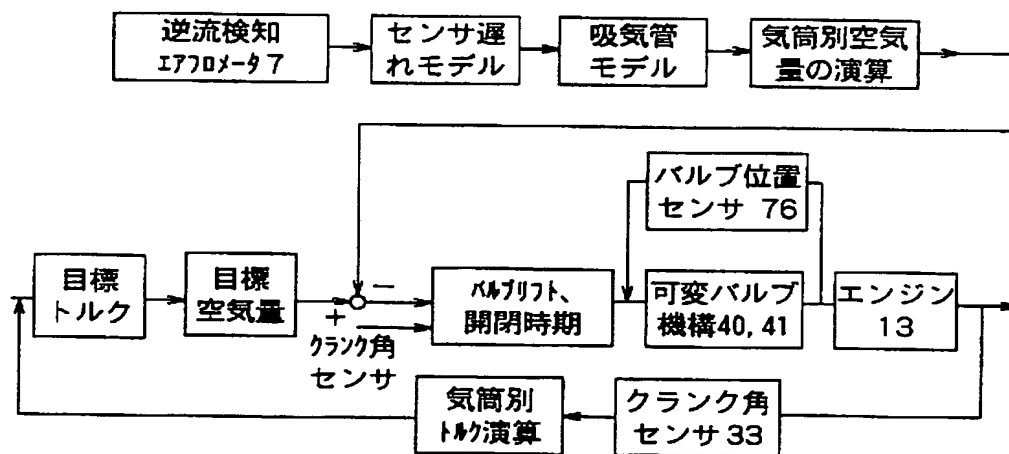 逆流検知
ｴｱﾌﾛﾒｰﾀ7
センサ遅
れモデル
吸気管
モデル
気筒別空気
量の演算
バルブ位置
センサ 76
目標
トルク
目標
空気量
−
+
クランク角
センサ
ﾊﾞﾙﾌﾞﾘﾌﾄ、
開閉時期
可変バルブ
機構40, 41
エンジン
13
気筒別
ﾄﾙｸ演算
クランク角
センサ33